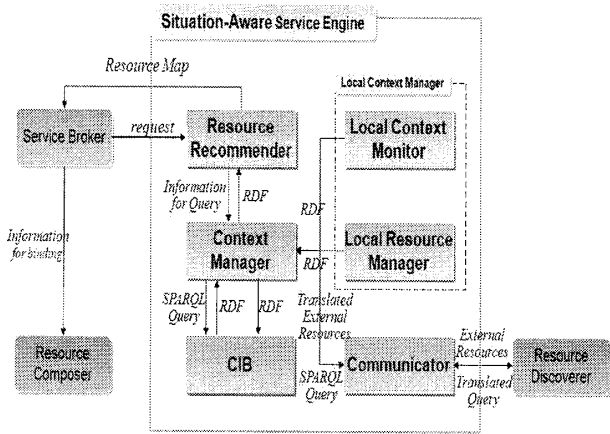 Situation-Aware Service Engine
Resource Map
Local Context Manager
Service Broker
request
Resource
Recommender
Local Context
Monitor
Information
for Query
RDF
RDF
Information
for binding
Context
Manager
RDF
Local Resource
Manager
SPARQL
Query
RDF
RDF
Translated
External
Resources
Resource
Composer
CIB
SPARQL
Query
Communicator
External
Resources
Translated
Query
Resource
Discoverer